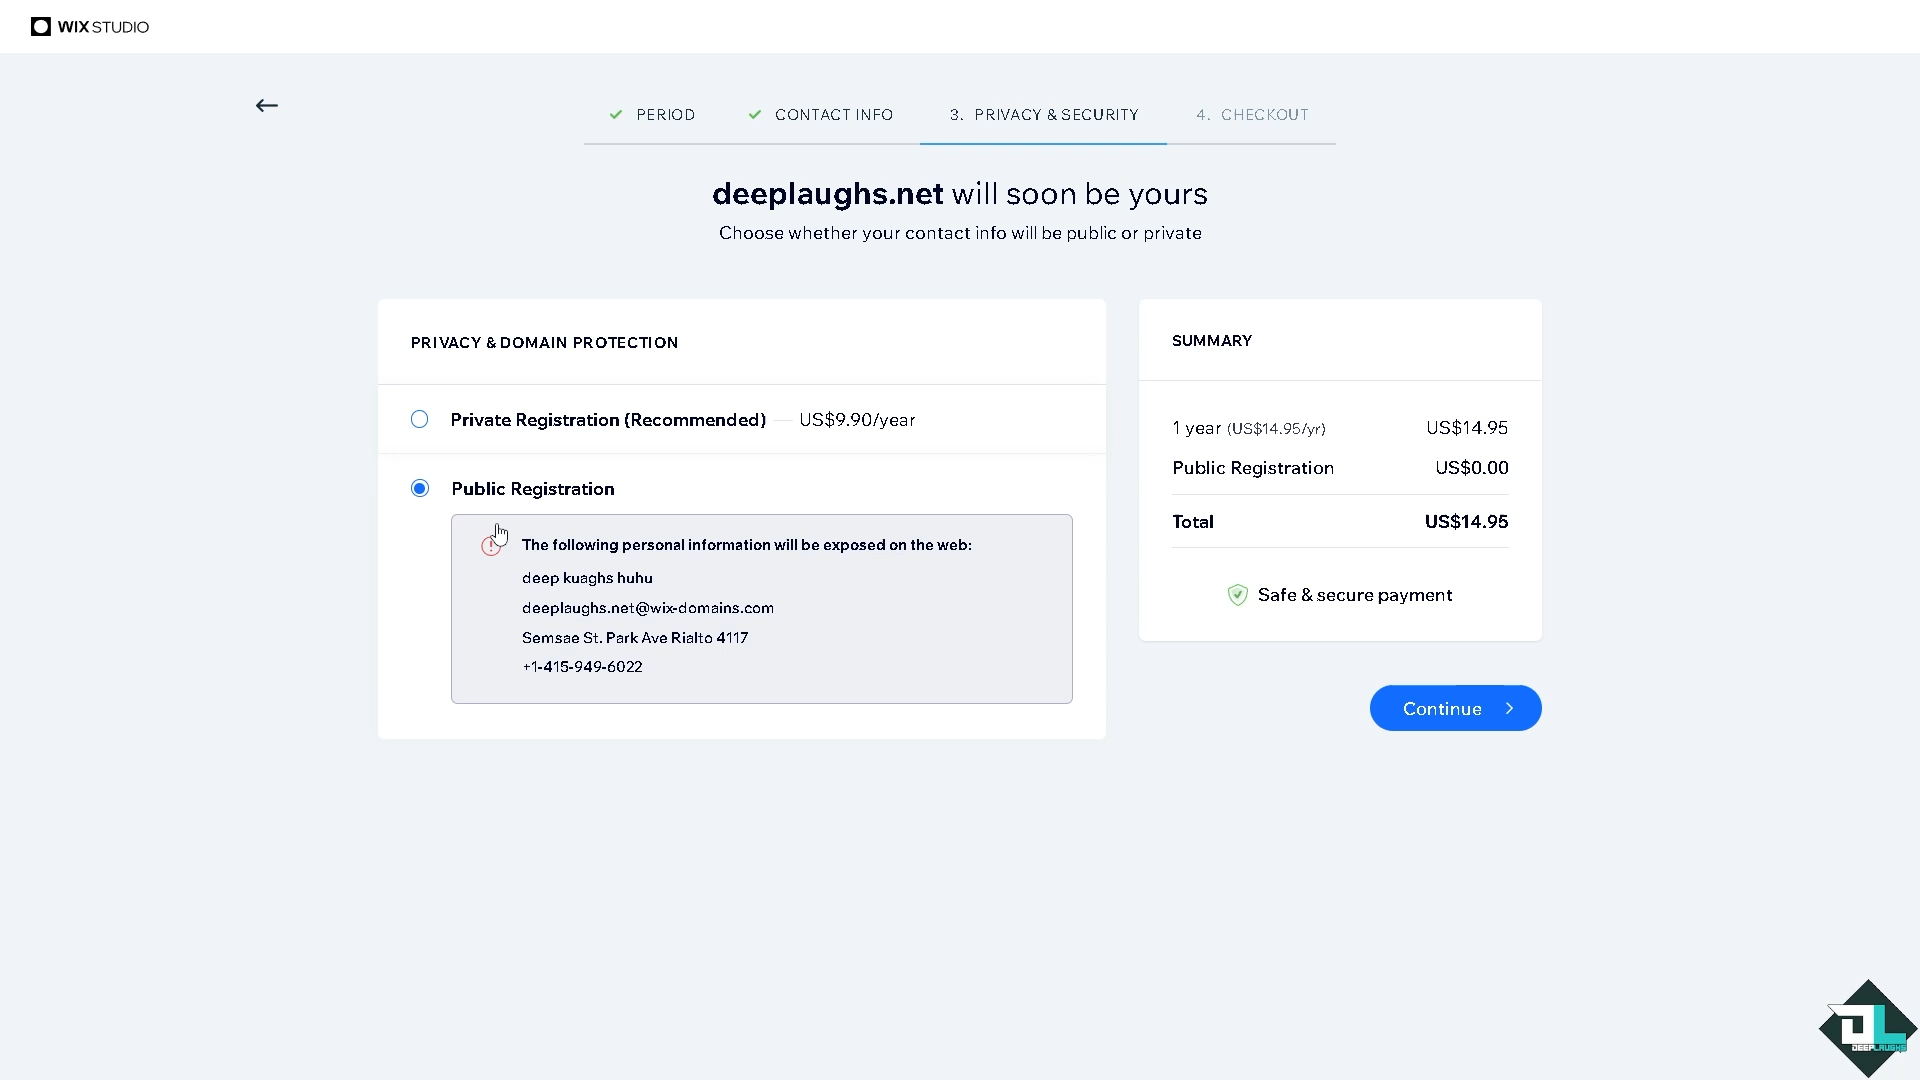 WIX STUDIO
PERIOD
CONTACT INFO
3. PRIVACY & SECURITY
4. CHECKOUT
deeplaughs.net will soon be yours
Choose whether your contact info will be public or private
PRIVACY & DOMAIN PROTECTION
Private Registration (Recommended) — US$9.90/year
Public Registration
The following personal information will be exposed on the web:
deep kuaghs huhu
deeplaughs.net@wix-domains.com
Semsae St. Park Ave Rialto 4117
+1-415-949-6022
SUMMARY
1 year (US$14.95/yr) US$14.95
Public Registration US$0.00
Total US$14.95
Safe & secure payment
Continue
DL
DEEPLAUGHS